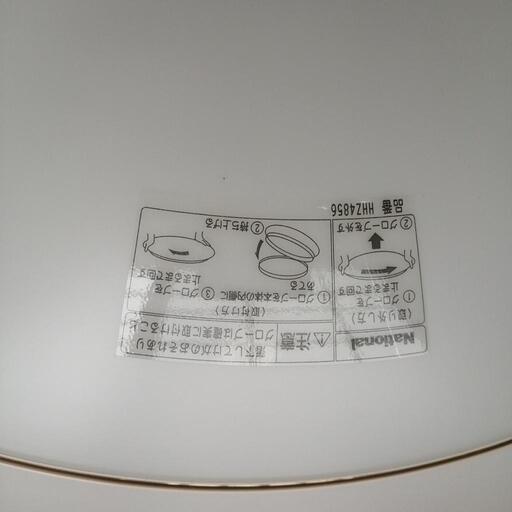 National
⚠注意
落下してけがのおそれあり
グローブは確実に取付けること
〈取り外し方〉
① グローブを
止まるまで回す
② グローブを外す
〈取付け方〉
① グローブを本体の内側に
あてる
② 持ち上げる
③ グローブを
止まるまで回す
品番 HHZ4856